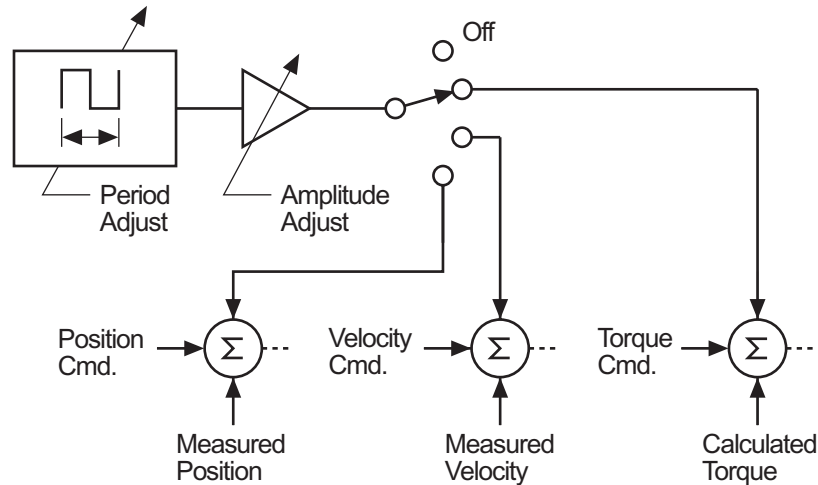 Off
Period
Adjust
Amplitude
Adjust
Position
Cmd.
Σ
Velocity
Cmd.
Σ
Torque
Cmd.
Σ
Measured
Position
Measured
Velocity
Calculated
Torque